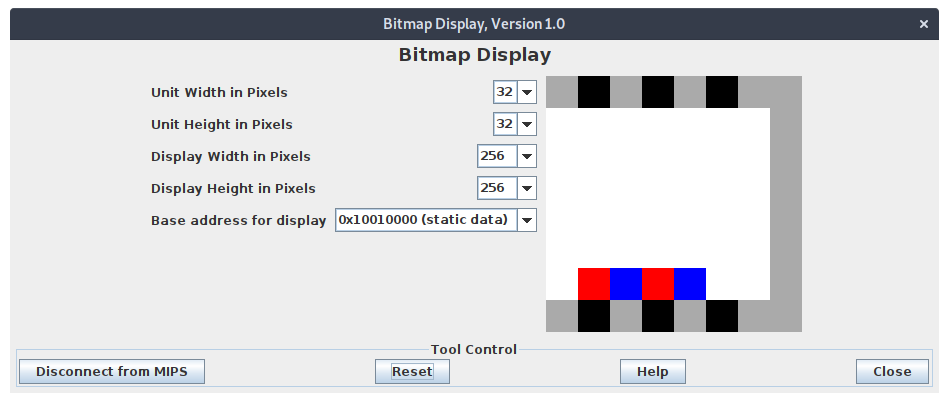 Bitmap Display, Version 1.0
×
Bitmap Display
Unit Width in Pixels 32
Unit Height in Pixels 32
Display Width in Pixels 256
Display Height in Pixels 256
Base address for display 0x10010000 (static data)
Tool Control
Disconnect from MIPS Reset Help Close